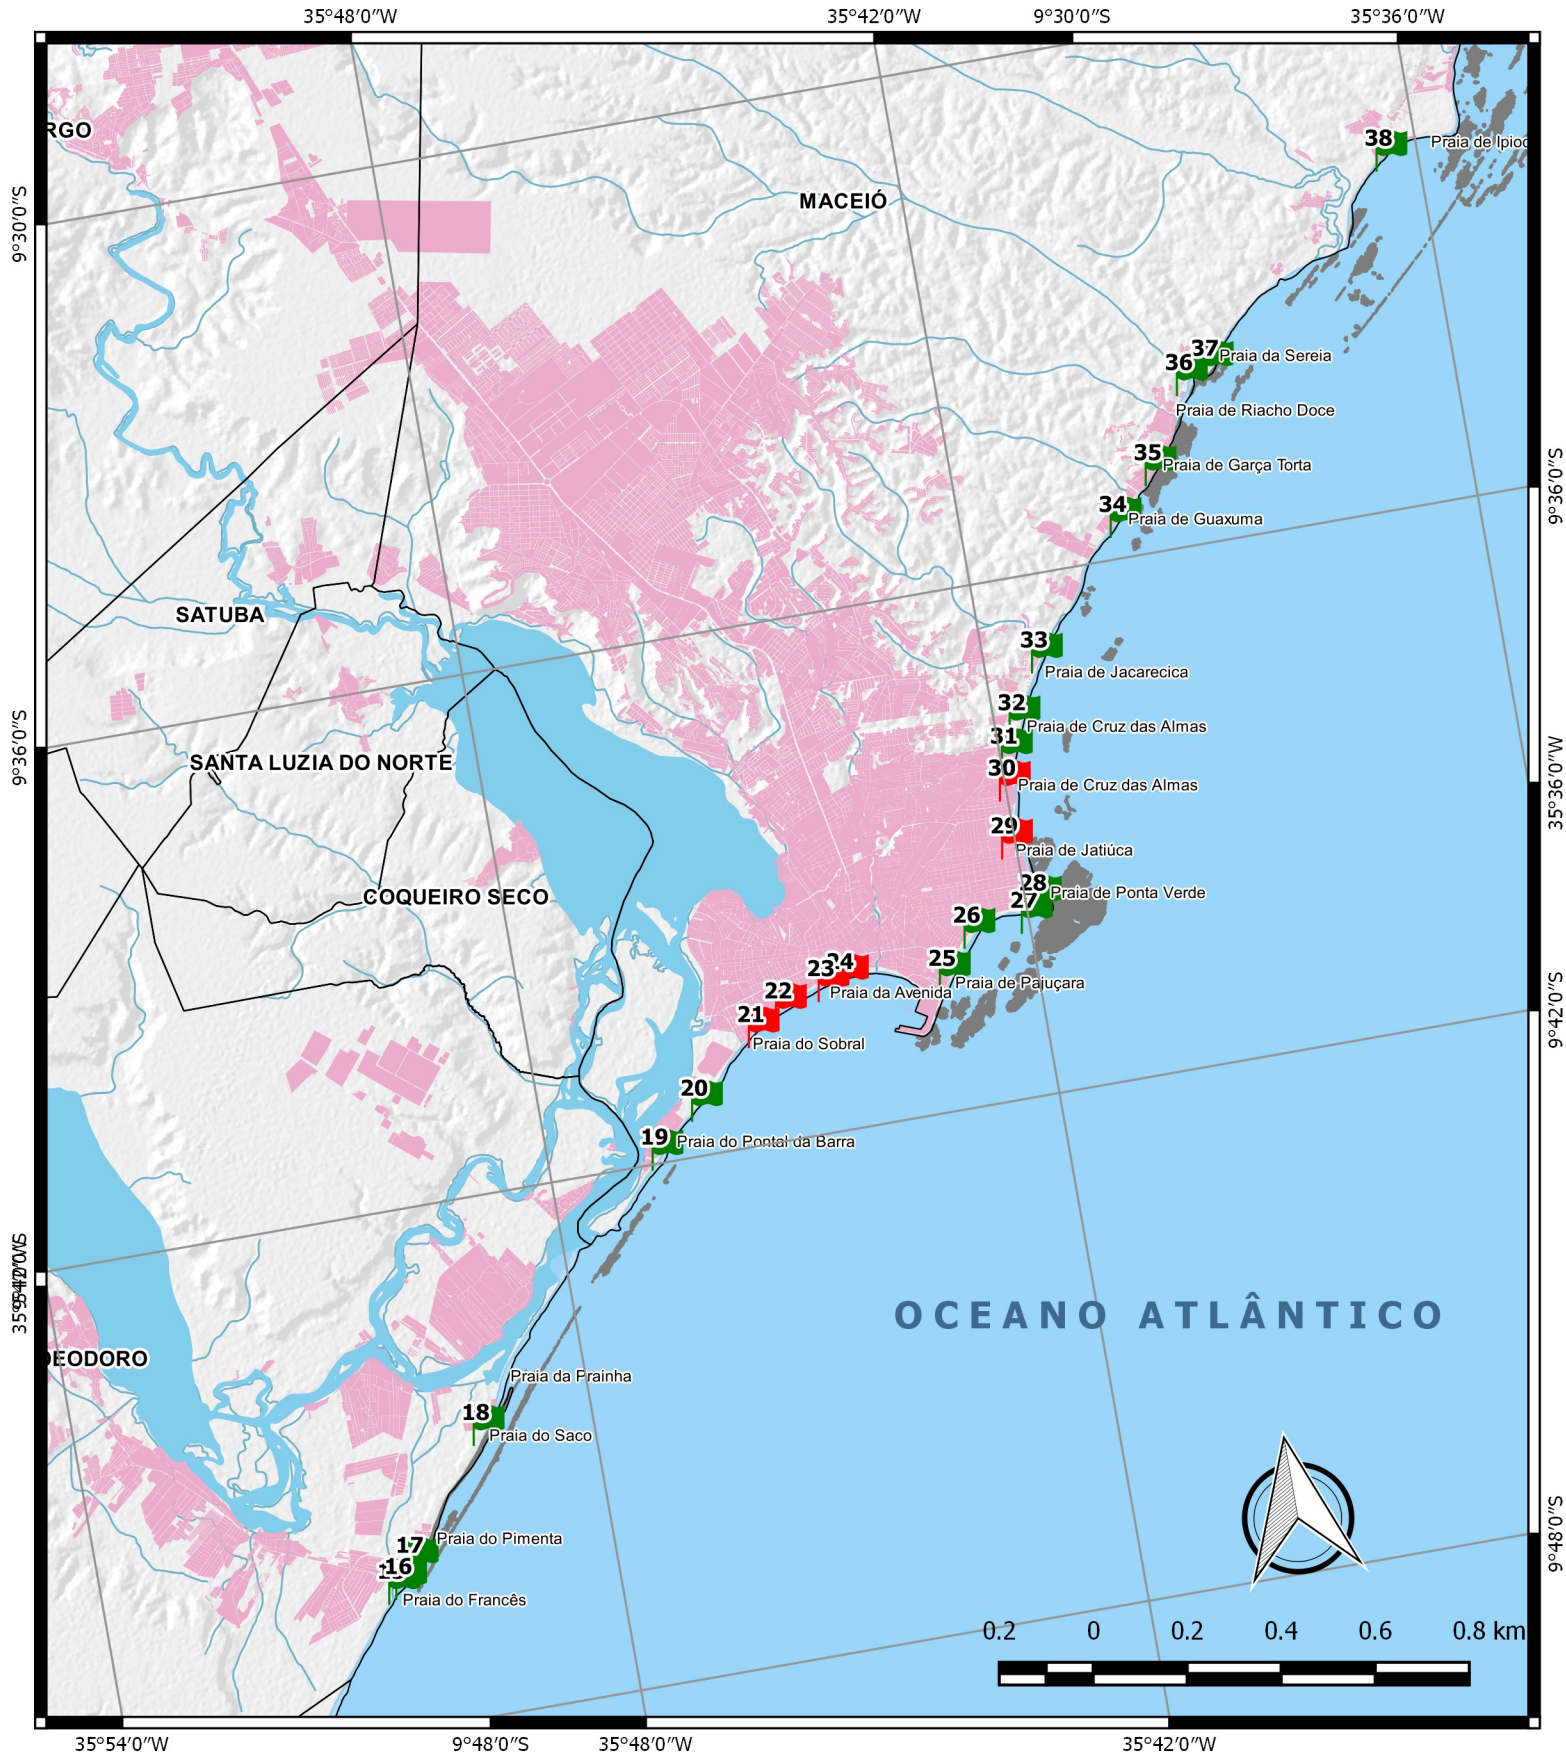 35°48'0"W
35°42'0"W
9°30'0"S
35°36'0"W
RGO
38
Praia de Ipioc
MACEIÓ
9°30'0"S
37
Praia da Sereia
36
Praia de Riacho Doce
35
Praia de Garça Torta
9°36'0"S
34
Praia de Guaxuma
SATUBA
33
Praia de Jacarecica
32
Praia de Cruz das Almas
31
9°36'0"S
SANTA LUZIA DO NORTE
30
Praia de Cruz das Almas
35°36'0"W
29
Praia de Jatiúca
28
Praia de Ponta Verde
COQUEIRO SECO
27
26
25
Praia de Pajuçara
24
23
Praia da Avenida
22
21
Praia do Sobral
9°42'0"S
20
19
Praia do Pontal da Barra
OCEANO ATLÂNTICO
DEODORO
Praia da Prainha
18
Praia do Saco
17
Praia do Pimenta
16
Praia do Francês
9°48'0"S
0.2 0 0.2 0.4 0.6 0.8 km
35°54'0"W
9°48'0"S
35°48'0"W
35°42'0"W